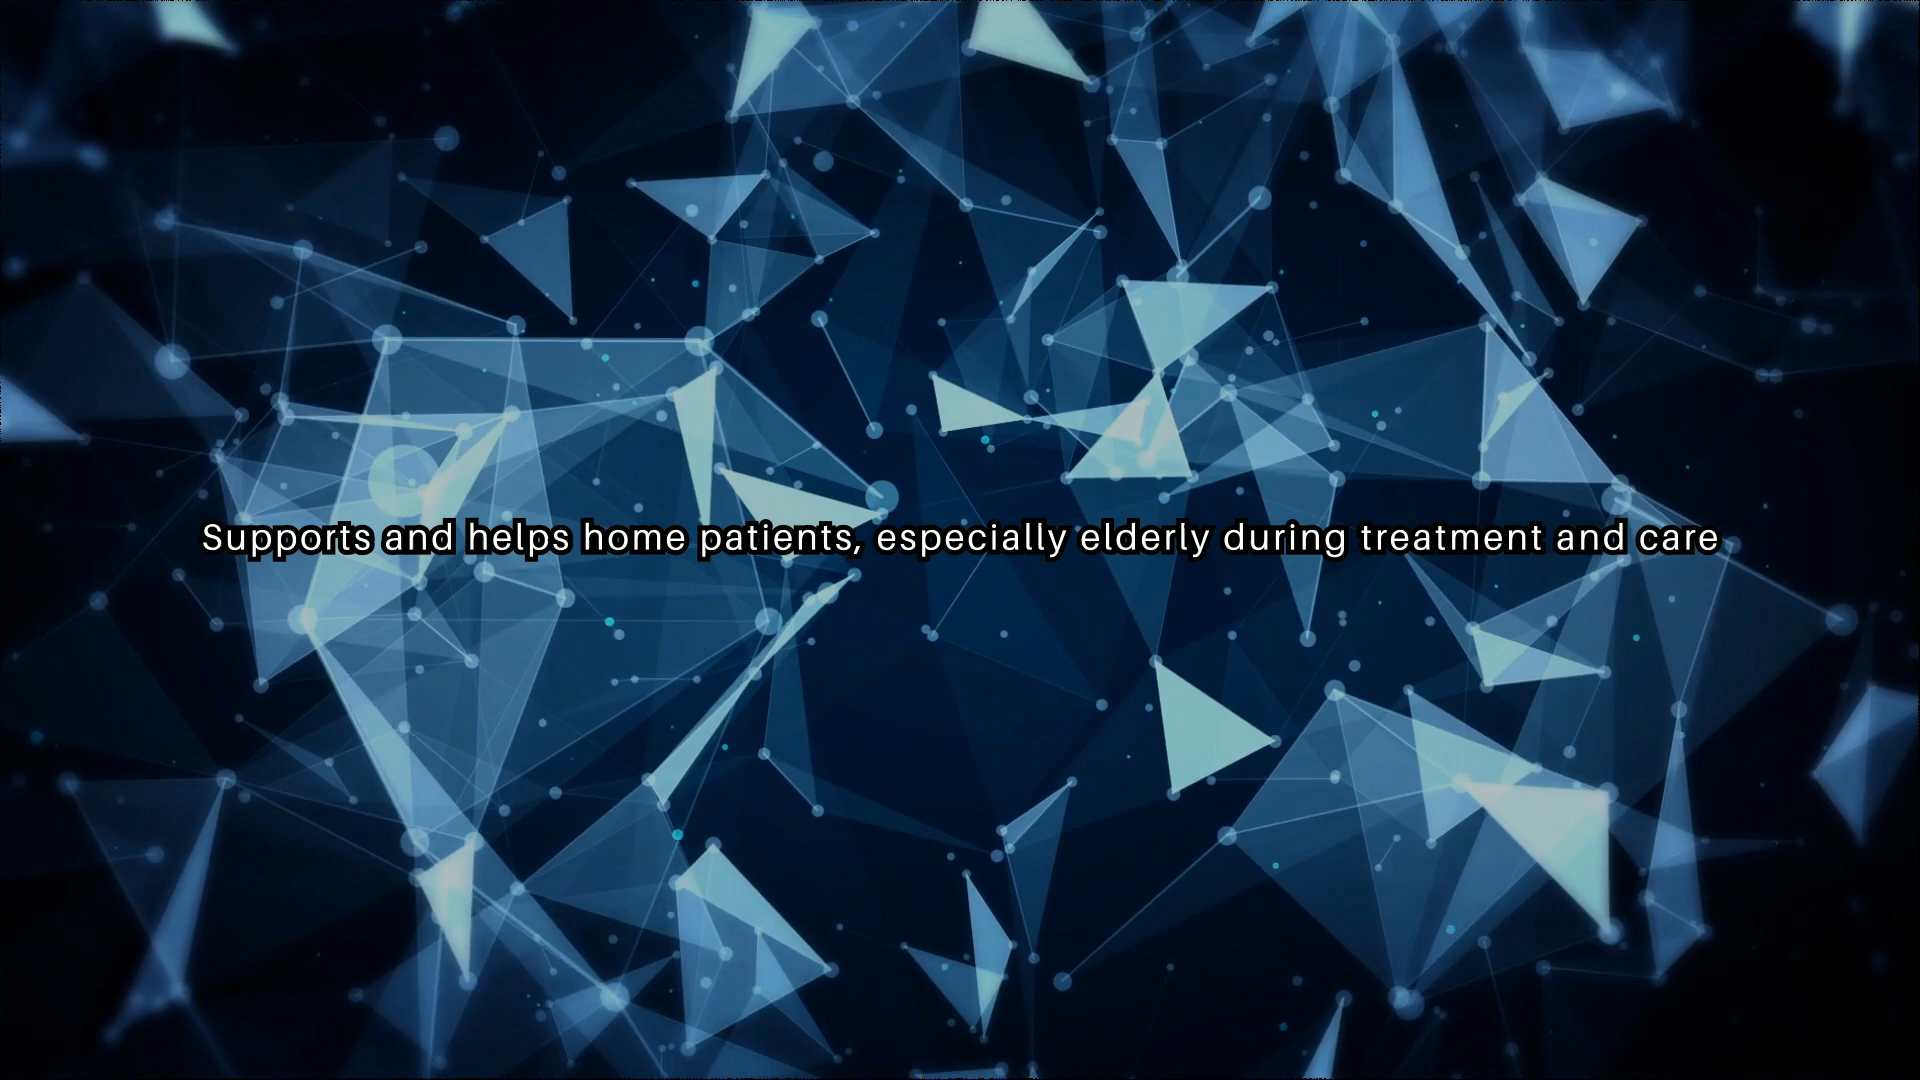 Supports and helps home patients, especially elderly during treatment and care